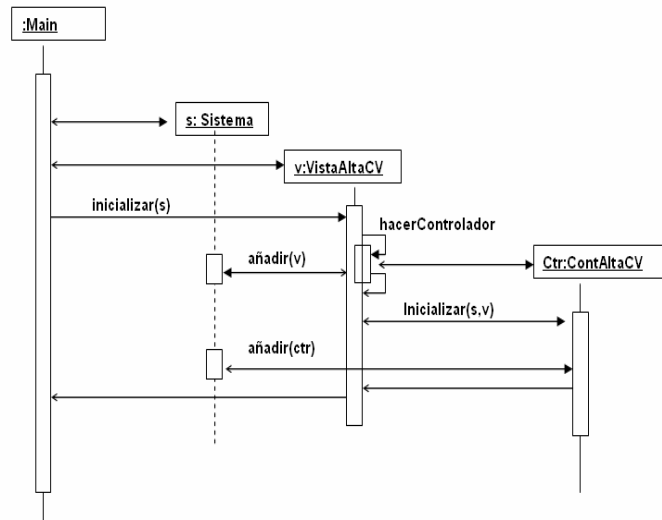 :Main
s: Sistema
v:VistaAltaCV
inicializar(s)
hacerControlador
añadir(v)
Ctr:ContAltaCV
Inicializar(s,v)
añadir(ctr)